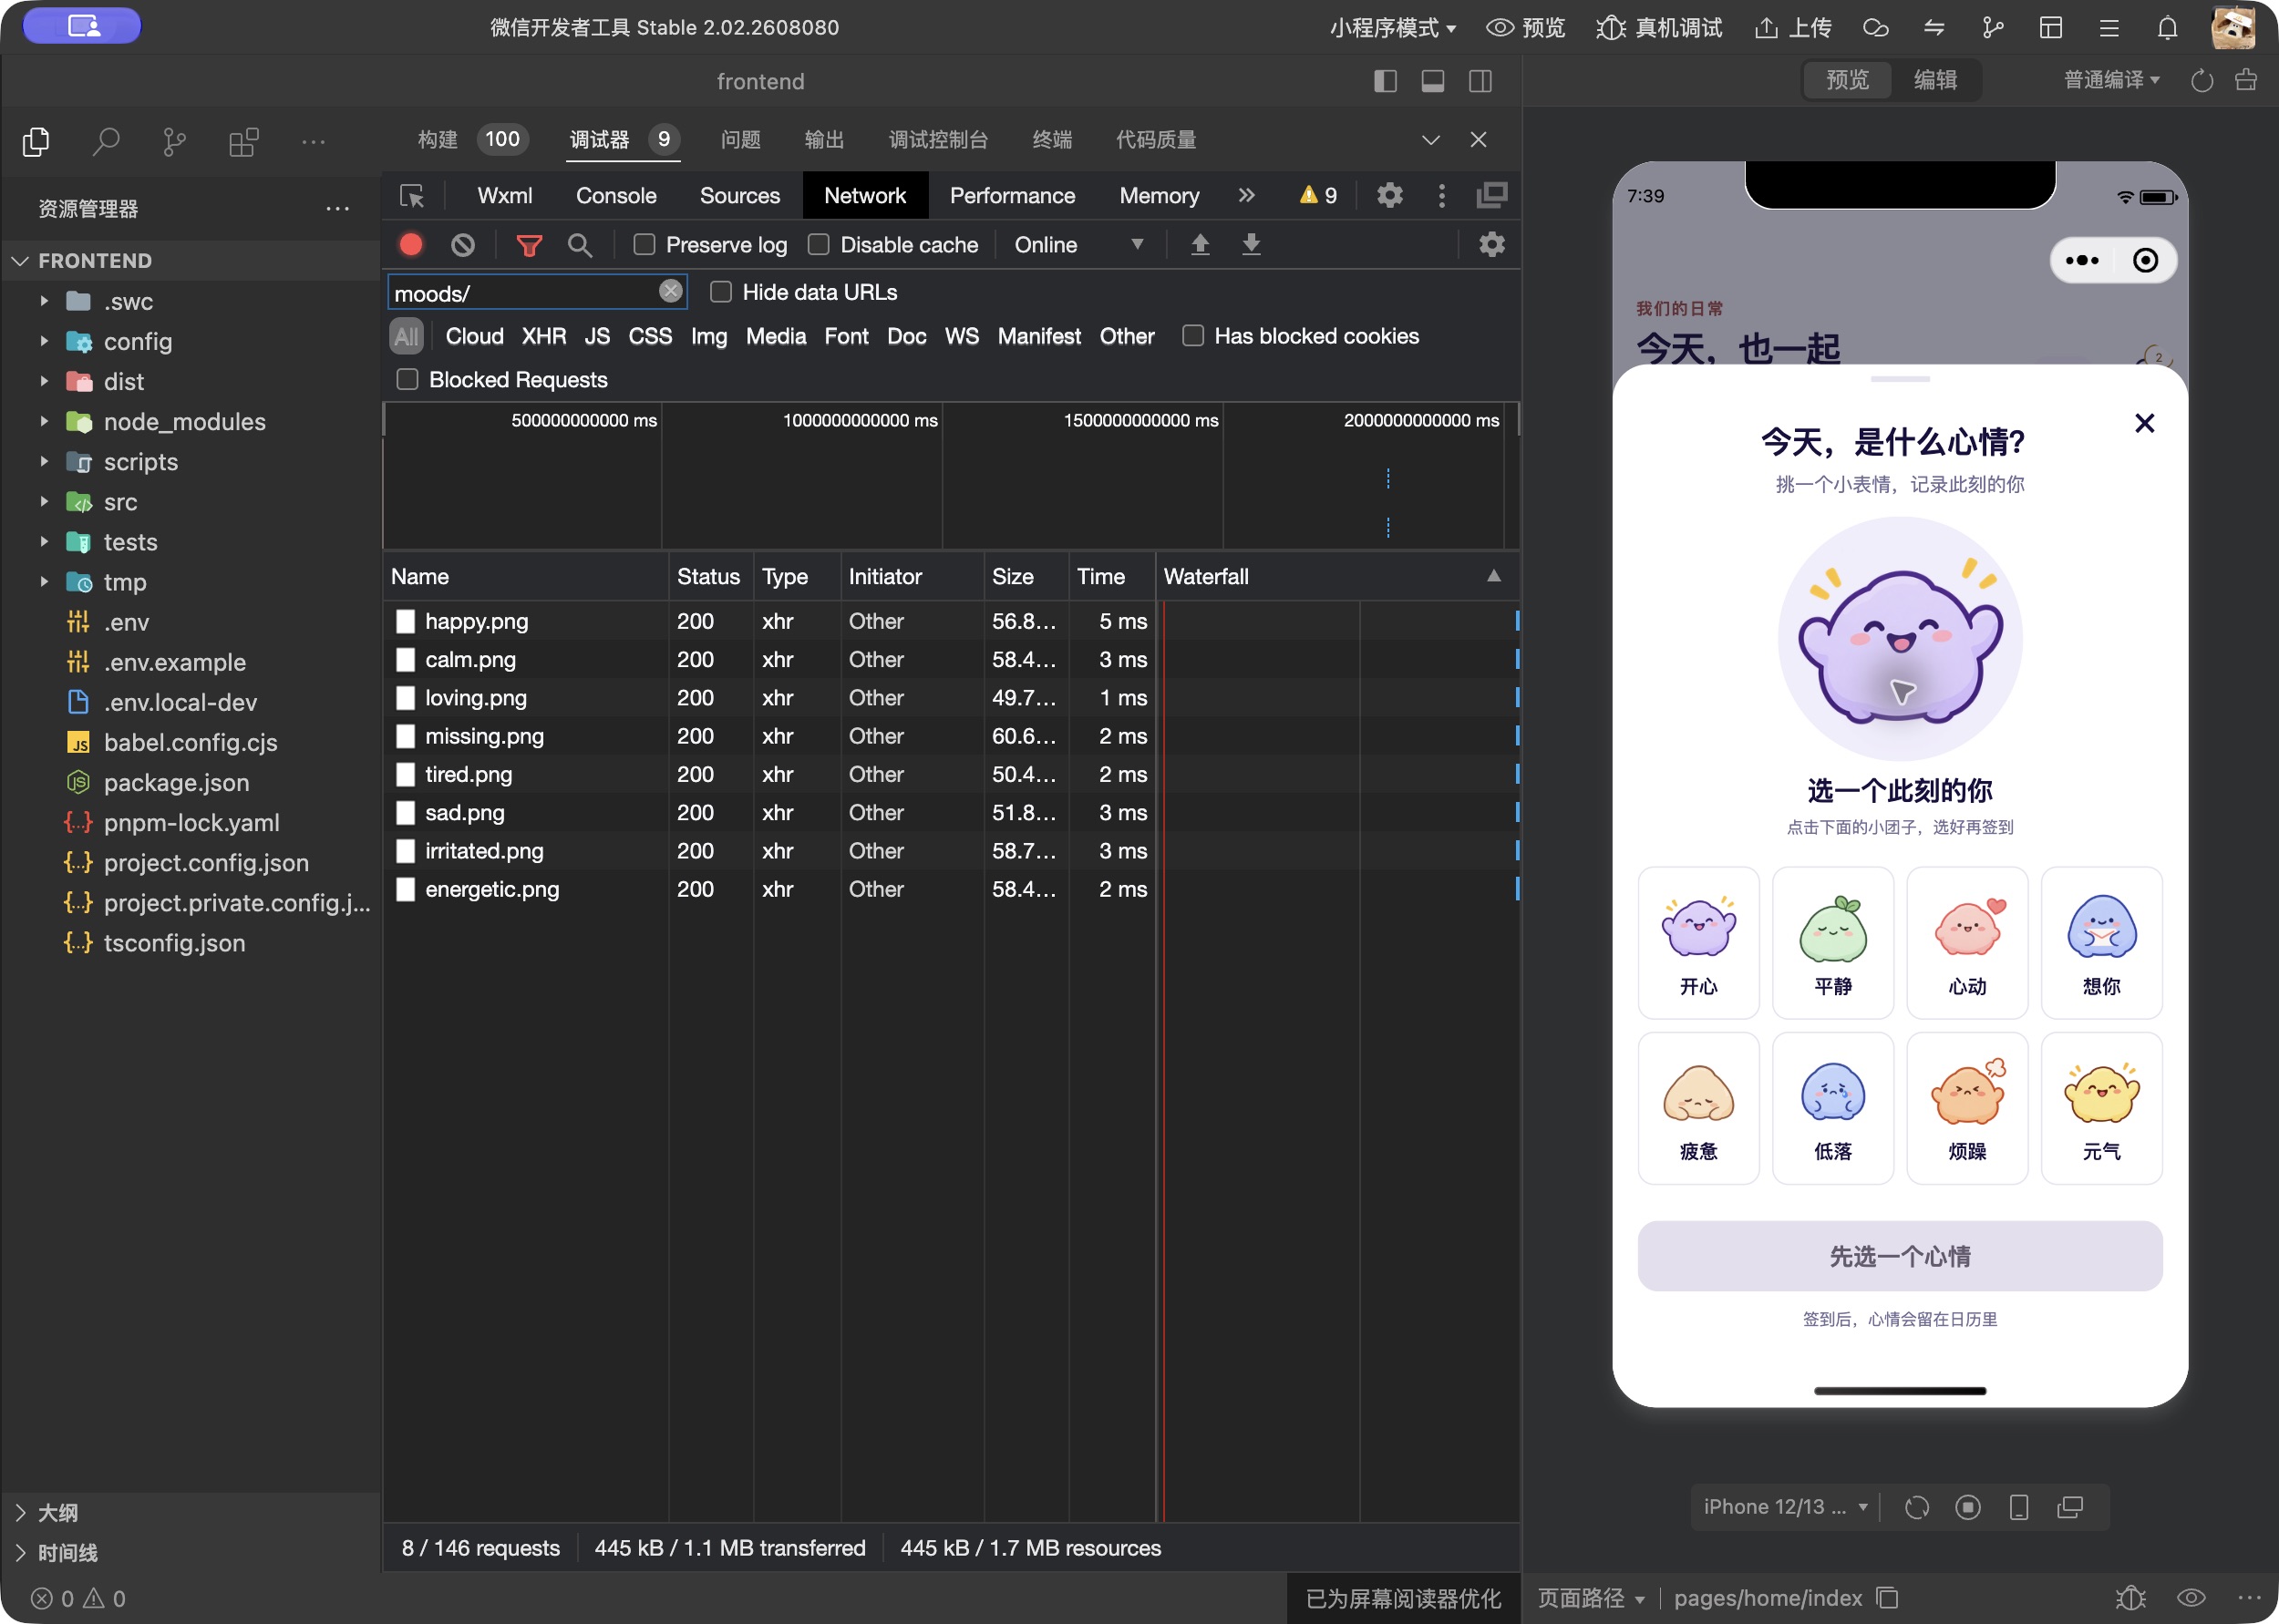 微信开发者工具 Stable 2.02.2608080
小程序模式
预览
真机调试
上传
frontend
预览
编辑
普通编译
构建 100
调试器 9
问题
输出
调试控制台
终端
代码质量
资源管理器
Wxml
Console
Sources
Network
Performance
Memory
9
FRONTEND
.swc
config
dist
node_modules
scripts
src
tests
tmp
.env
.env.example
.env.local-dev
babel.config.cjs
package.json
pnpm-lock.yaml
project.config.json
project.private.config.j...
tsconfig.json
大纲
时间线
0
0
Preserve log
Disable cache
Online
moods/
Hide data URLs
All
Cloud
XHR
JS
CSS
Img
Media
Font
Doc
WS
Manifest
Other
Has blocked cookies
Blocked Requests
500000000000 ms
1000000000000 ms
1500000000000 ms
2000000000000 ms
Name Status Type Initiator Size Time Waterfall
happy.png 200 xhr Other 56.8... 5 ms
calm.png 200 xhr Other 58.4... 3 ms
loving.png 200 xhr Other 49.7... 1 ms
missing.png 200 xhr Other 60.6... 2 ms
tired.png 200 xhr Other 50.4... 2 ms
sad.png 200 xhr Other 51.8... 3 ms
irritated.png 200 xhr Other 58.7... 3 ms
energetic.png 200 xhr Other 58.4... 2 ms
8 / 146 requests
445 kB / 1.1 MB transferred
445 kB / 1.7 MB resources
已为屏幕阅读器优化
7:39
我们的日常
今天，也一起
2
今天，是什么心情？
挑一个小表情，记录此刻的你
选一个此刻的你
点击下面的小团子，选好再签到
开心
平静
心动
想你
疲惫
低落
烦躁
元气
先选一个心情
签到后，心情会留在日历里
iPhone 12/13 ...
页面路径
pages/home/index